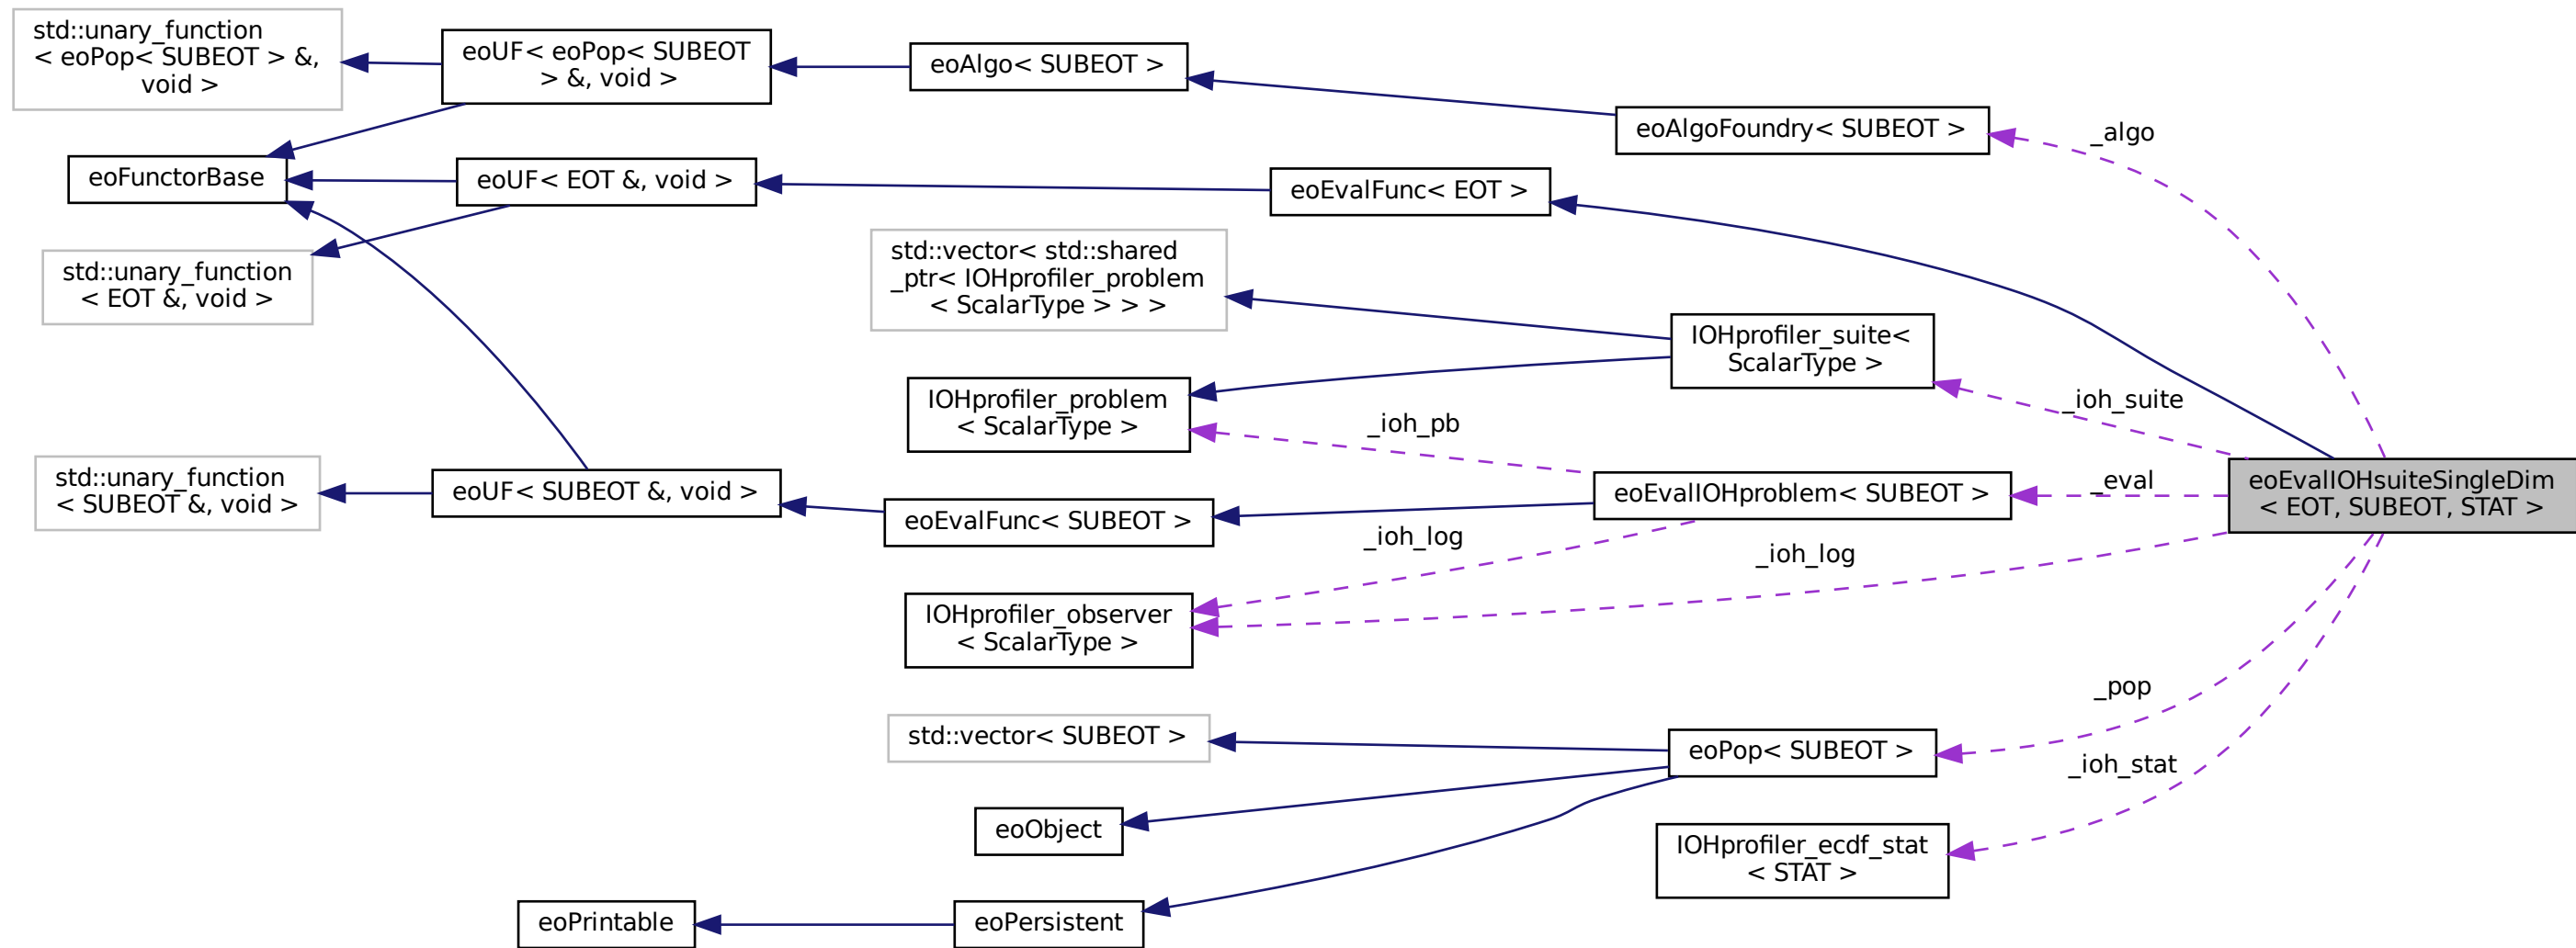 std::unary_function
< eoPop< SUBEOT > &,
void >
eoUF< eoPop< SUBEOT
> &, void >
eoAlgo< SUBEOT >
eoAlgoFoundry< SUBEOT >
_algo
eoFunctorBase
eoUF< EOT &, void >
eoEvalFunc< EOT >
std::unary_function
< EOT &, void >
std::vector< std::shared
_ptr< IOHprofiler_problem
< ScalarType > > >
IOHprofiler_suite<
ScalarType >
_ioh_suite
IOHprofiler_problem
< ScalarType >
_ioh_pb
std::unary_function
< SUBEOT &, void >
eoUF< SUBEOT &, void >
eoEvalFunc< SUBEOT >
eoEvalIOHproblem< SUBEOT >
_eval
eoEvalIOHsuiteSingleDim
< EOT, SUBEOT, STAT >
_ioh_log
_ioh_log
IOHprofiler_observer
< ScalarType >
_pop
std::vector< SUBEOT >
eoPop< SUBEOT >
_ioh_stat
eoObject
IOHprofiler_ecdf_stat
< STAT >
eoPrintable
eoPersistent